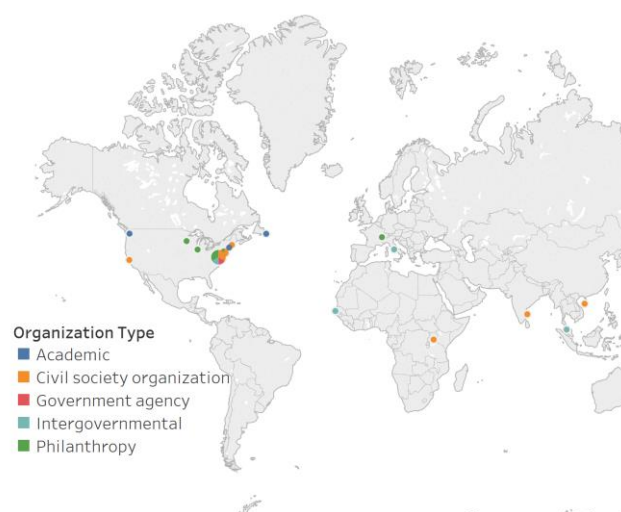 Organization Type
Academic
Civil society organization
Government agency
Intergovernmental
Philanthropy